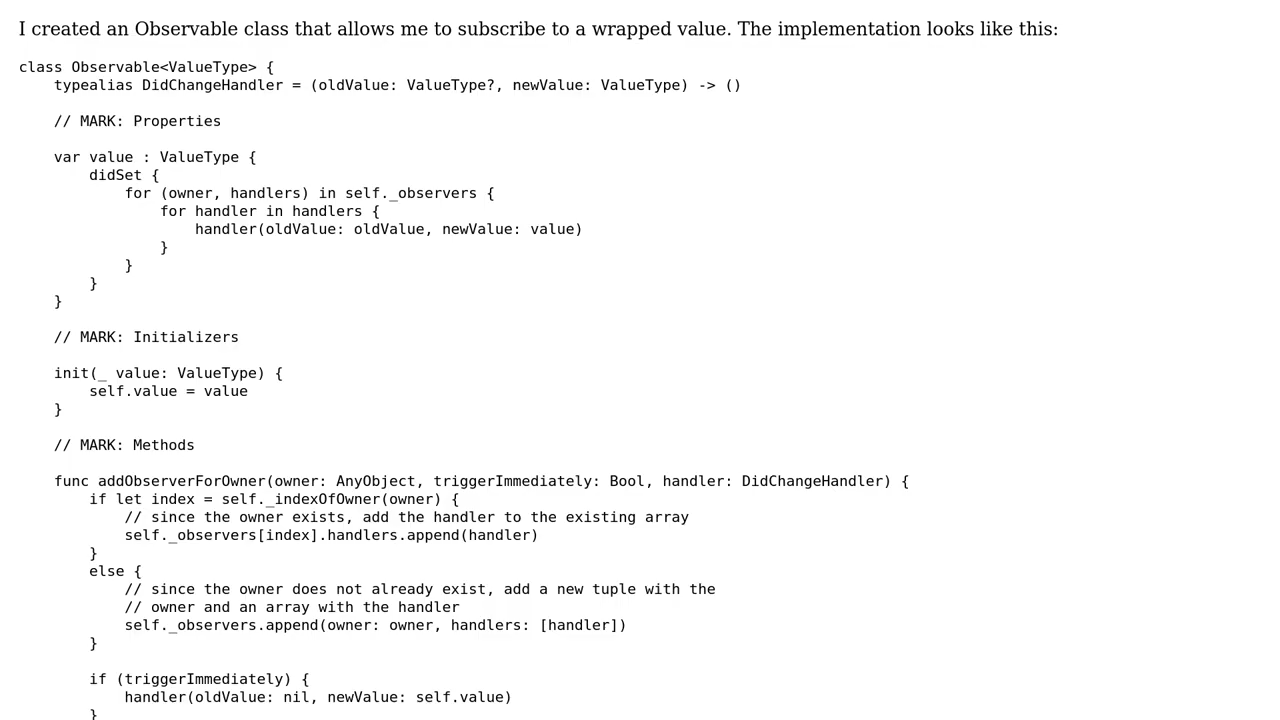 I created an Observable class that allows me to subscribe to a wrapped value. The implementation looks like this:
class Observable<ValueType> {
    typealias DidChangeHandler = (oldValue: ValueType?, newValue: ValueType) -> ()
    // MARK: Properties
    var value : ValueType {
        didSet {
            for (owner, handlers) in self._observers {
                for handler in handlers {
                    handler(oldValue: oldValue, newValue: value)
                }
            }
        }
    }
    // MARK: Initializers
    init(_ value: ValueType) {
        self.value = value
    }
    // MARK: Methods
    func addObserverForOwner(owner: AnyObject, triggerImmediately: Bool, handler: DidChangeHandler) {
        if let index = self._indexOfOwner(owner) {
            // since the owner exists, add the handler to the existing array
            self._observers[index].handlers.append(handler)
        }
        else {
            // since the owner does not already exist, add a new tuple with the
            // owner and an array with the handler
            self._observers.append(owner: owner, handlers: [handler])
        }
        if (triggerImmediately) {
            handler(oldValue: nil, newValue: self.value)
        }